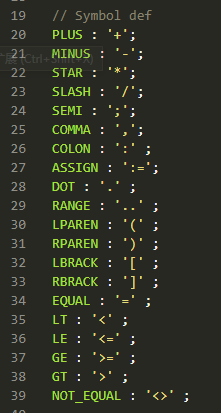 19 // Symbol def
20 PLUS : '+';
21 MINUS : '-';
22 STAR : '*';
23 SLASH : '/';
24 SEMI : ';';
25 COMMA : ',';
26 COLON : ':' ;
27 ASSIGN : ':=';
28 DOT : '.' ;
29 RANGE : '..' ;
30 LPAREN : '(' ;
31 RPAREN : ')' ;
32 LBRACK : '[' ;
33 RBRACK : ']' ;
34 EQUAL : '=' ;
35 LT : '<' ;
36 LE : '<=' ;
37 GE : '>=' ;
38 GT : '>' ;
39 NOT_EQUAL : '<>' ;